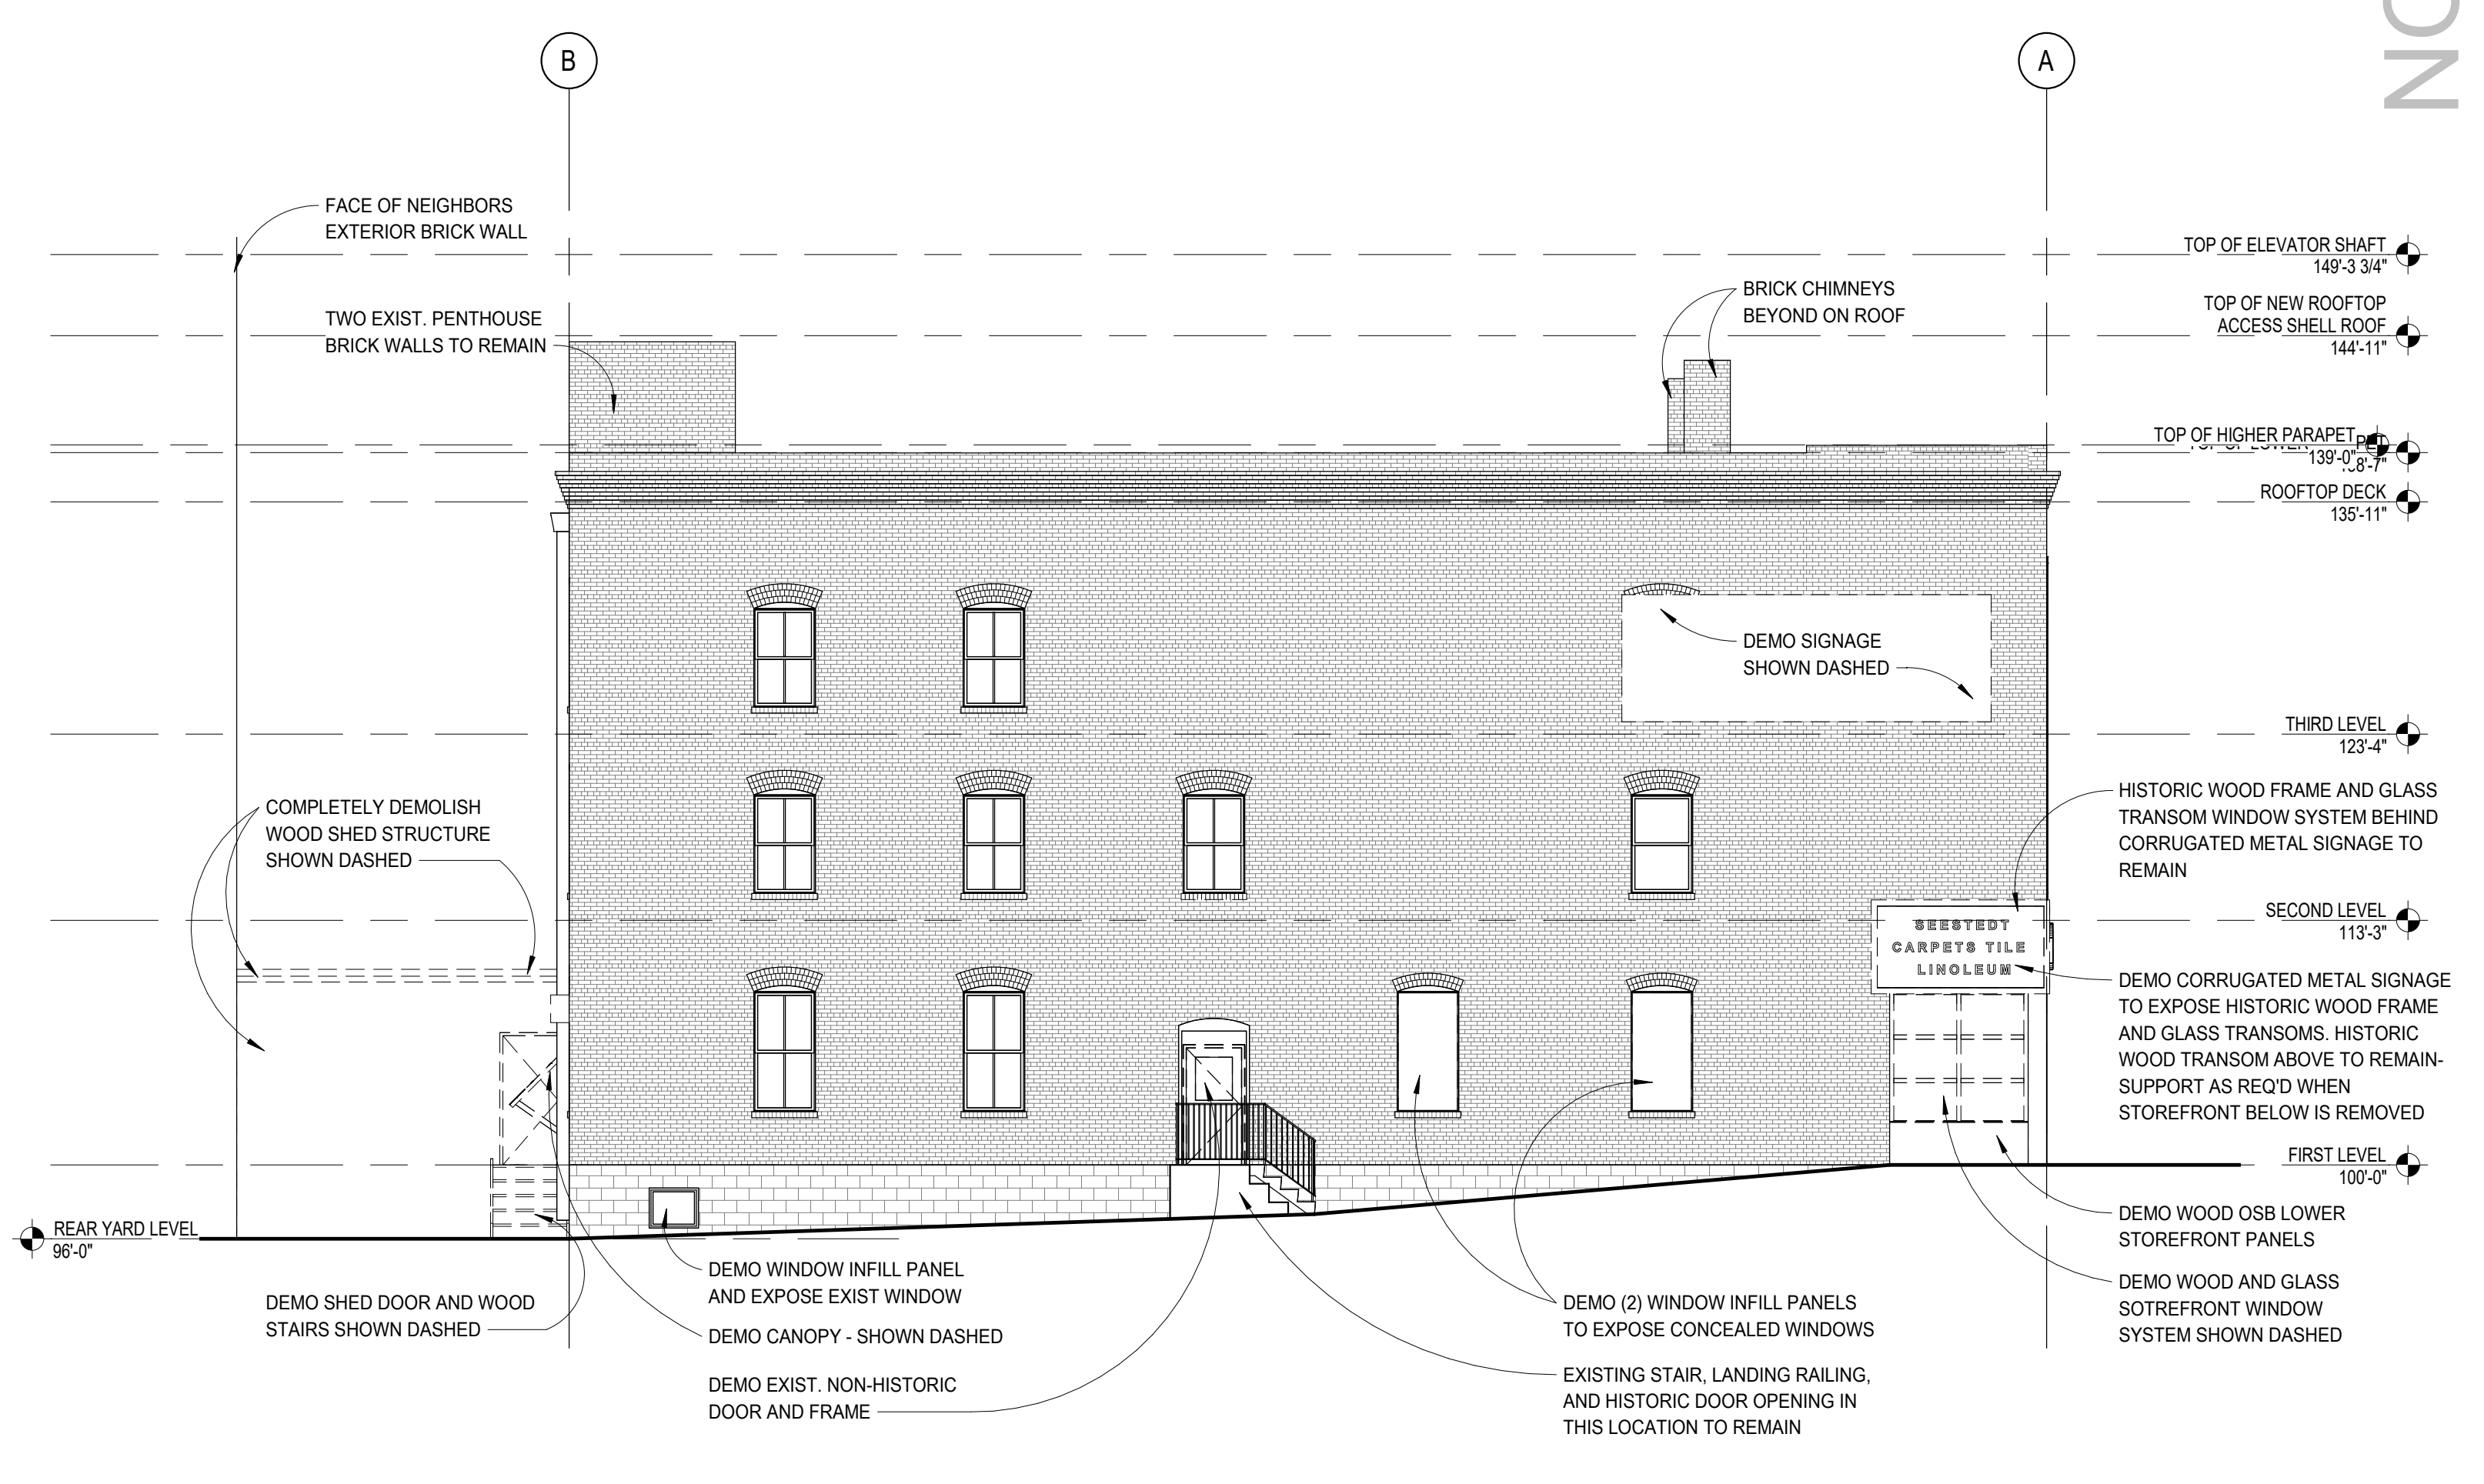 NO
B
A
FACE OF NEIGHBORS
EXTERIOR BRICK WALL
TOP OF ELEVATOR SHAFT
149'-3 3/4"
BRICK CHIMNEYS
BEYOND ON ROOF
TOP OF NEW ROOFTOP
ACCESS SHELL ROOF
144'-11"
TWO EXIST. PENTHOUSE
BRICK WALLS TO REMAIN
TOP OF HIGHER PARAPET
139'-0"
ROOFTOP DECK
135'-11"
DEMO SIGNAGE
SHOWN DASHED
THIRD LEVEL
123'-4"
COMPLETELY DEMOLISH
WOOD SHED STRUCTURE
SHOWN DASHED
HISTORIC WOOD FRAME AND GLASS
TRANSOM WINDOW SYSTEM BEHIND
CORRUGATED METAL SIGNAGE TO
REMAIN
SECOND LEVEL
113'-3"
SEESTEDT
CARPETS TILE
LINOLEUM
DEMO CORRUGATED METAL SIGNAGE
TO EXPOSE HISTORIC WOOD FRAME
AND GLASS TRANSOMS. HISTORIC
WOOD TRANSOM ABOVE TO REMAIN-
SUPPORT AS REQ'D WHEN
STOREFRONT BELOW IS REMOVED
FIRST LEVEL
100'-0"
REAR YARD LEVEL
96'-0"
DEMO WOOD OSB LOWER
STOREFRONT PANELS
DEMO WOOD AND GLASS
SOTREFRONT WINDOW
SYSTEM SHOWN DASHED
DEMO SHED DOOR AND WOOD
STAIRS SHOWN DASHED
DEMO WINDOW INFILL PANEL
AND EXPOSE EXIST WINDOW
DEMO CANOPY - SHOWN DASHED
DEMO EXIST. NON-HISTORIC
DOOR AND FRAME
DEMO (2) WINDOW INFILL PANELS
TO EXPOSE CONCEALED WINDOWS
EXISTING STAIR, LANDING RAILING,
AND HISTORIC DOOR OPENING IN
THIS LOCATION TO REMAIN